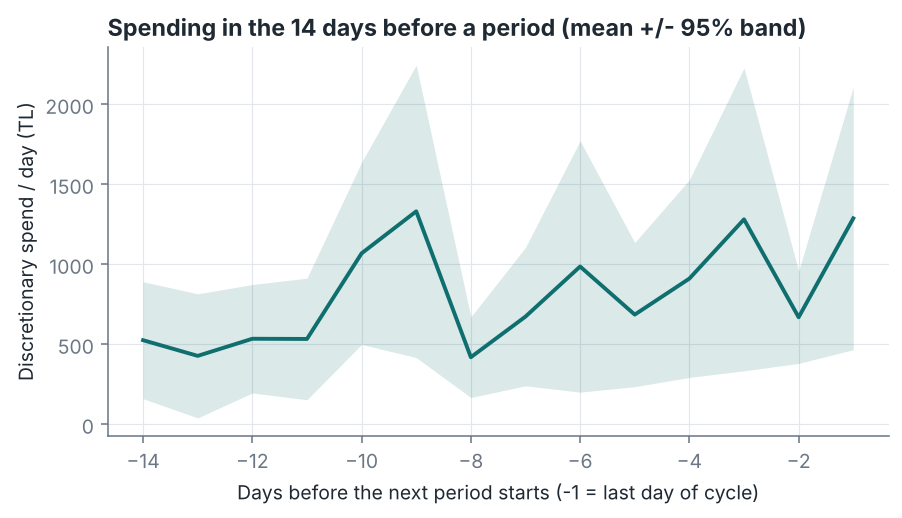 Spending in the 14 days before a period (mean +/- 95% band)
Discretionary spend / day (TL)
2000
1500
1000
500
0
−14 −12 −10 −8 −6 −4 −2
Days before the next period starts (-1 = last day of cycle)